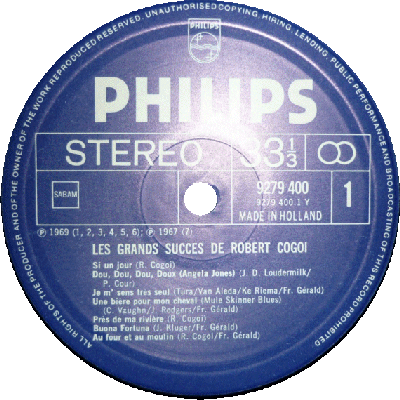 ALL RIGHTS OF THE PRODUCER AND OF THE OWNER OF THE WORK REPRODUCED RESERVED. UNAUTHORISED COPYING, HIRING, LENDING, PUBLIC PERFORMANCE AND BROADCASTING OF THIS RECORD PROHIBITED
PHILIPS
PHILIPS
STEREO 33 1/3
SABAM
9279 400
9279 400.1 Y
MADE IN HOLLAND
1
℗ 1969 (1, 2, 3, 4, 5, 6); ℗ 1967 (7)
LES GRANDS SUCCES DE ROBERT COGOI
Si un jour (R. Cogoi)
Dou, Dou, Dou, Doux (Angela Jones) (J. D. Loudermilk/
P. Cour)
Je m' sens très seul (Tura/Van Aleda/Ke Riema/Fr. Gérald)
Une bière pour mon cheval (Mule Skinner Blues)
(C. Vaughn/J. Rodgers/Fr. Gérald)
Près de ma rivière (R. Cogoi)
Buona Fortuna (J. Kluger/Fr. Gérald)
Au four et au moulin (R. Cogoi/Fr. Gérald)